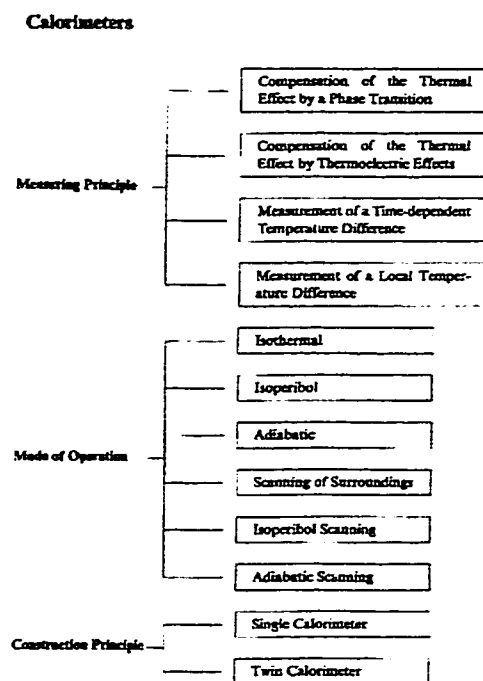 Calorimeters
Compensation of the Thermal
Effect by a Phase Transition
Compensation of the Thermal
Effect by Thermoelectric Effects
Measuring Principle
Measurement of a Time-dependent
Temperature Difference
Measurement of a Local Temper-
ature Difference
Isothermal
Isoperibol
Adiabatic
Mode of Operation
Scanning of Surroundings
Isoperibol Scanning
Adiabatic Scanning
Single Calorimeter
Construction Principle
Twin Calorimeter